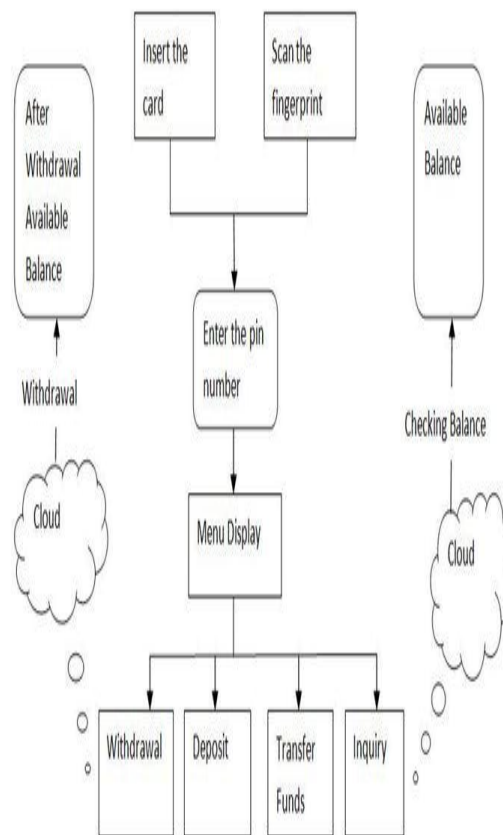 Insert the
card
Scan the
fingerprint
After
Withdrawal
Available
Balance
Available
Balance
Enter the pin
number
Withdrawal
Checking Balance
Cloud
Menu Display
Cloud
Withdrawal
Deposit
Transfer
Funds
Inquiry